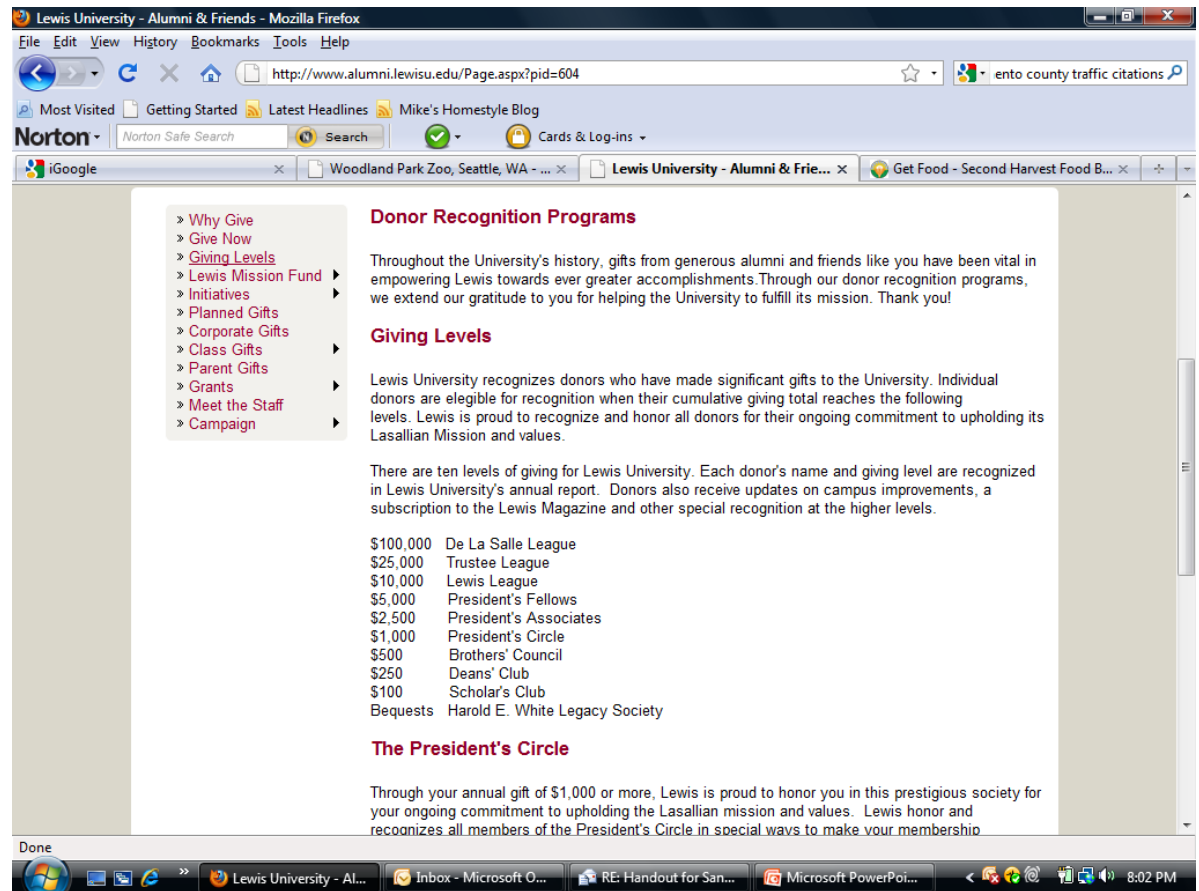 Lewis University - Alumni & Friends - Mozilla Firefox
File Edit View History Bookmarks Tools Help
http://www.alumni.lewisu.edu/Page.aspx?pid=604
ento county traffic citations
Most Visited Getting Started Latest Headlines Mike's Homestyle Blog
Norton Norton Safe Search Search Cards & Log-ins
iGoogle Woodland Park Zoo, Seattle, WA - ... Lewis University - Alumni & Frie... Get Food - Second Harvest Food B...
» Why Give
» Give Now
» Giving Levels
» Lewis Mission Fund
» Initiatives
» Planned Gifts
» Corporate Gifts
» Class Gifts
» Parent Gifts
» Grants
» Meet the Staff
» Campaign
Donor Recognition Programs
Throughout the University's history, gifts from generous alumni and friends like you have been vital in
empowering Lewis towards ever greater accomplishments.Through our donor recognition programs,
we extend our gratitude to you for helping the University to fulfill its mission. Thank you!
Giving Levels
Lewis University recognizes donors who have made significant gifts to the University. Individual
donors are elegible for recognition when their cumulative giving total reaches the following
levels. Lewis is proud to recognize and honor all donors for their ongoing commitment to upholding its
Lasallian Mission and values.
There are ten levels of giving for Lewis University. Each donor's name and giving level are recognized
in Lewis University's annual report. Donors also receive updates on campus improvements, a
subscription to the Lewis Magazine and other special recognition at the higher levels.
$100,000 De La Salle League
$25,000 Trustee League
$10,000 Lewis League
$5,000 President's Fellows
$2,500 President's Associates
$1,000 President's Circle
$500 Brothers' Council
$250 Deans' Club
$100 Scholar's Club
Bequests Harold E. White Legacy Society
The President's Circle
Through your annual gift of $1,000 or more, Lewis is proud to honor you in this prestigious society for
your ongoing commitment to upholding the Lasallian mission and values. Lewis honor and
recognizes all members of the President's Circle in special ways to make your membership
Done
Lewis University - Al... Inbox - Microsoft O... RE: Handout for San... Microsoft PowerPoi... 8:02 PM